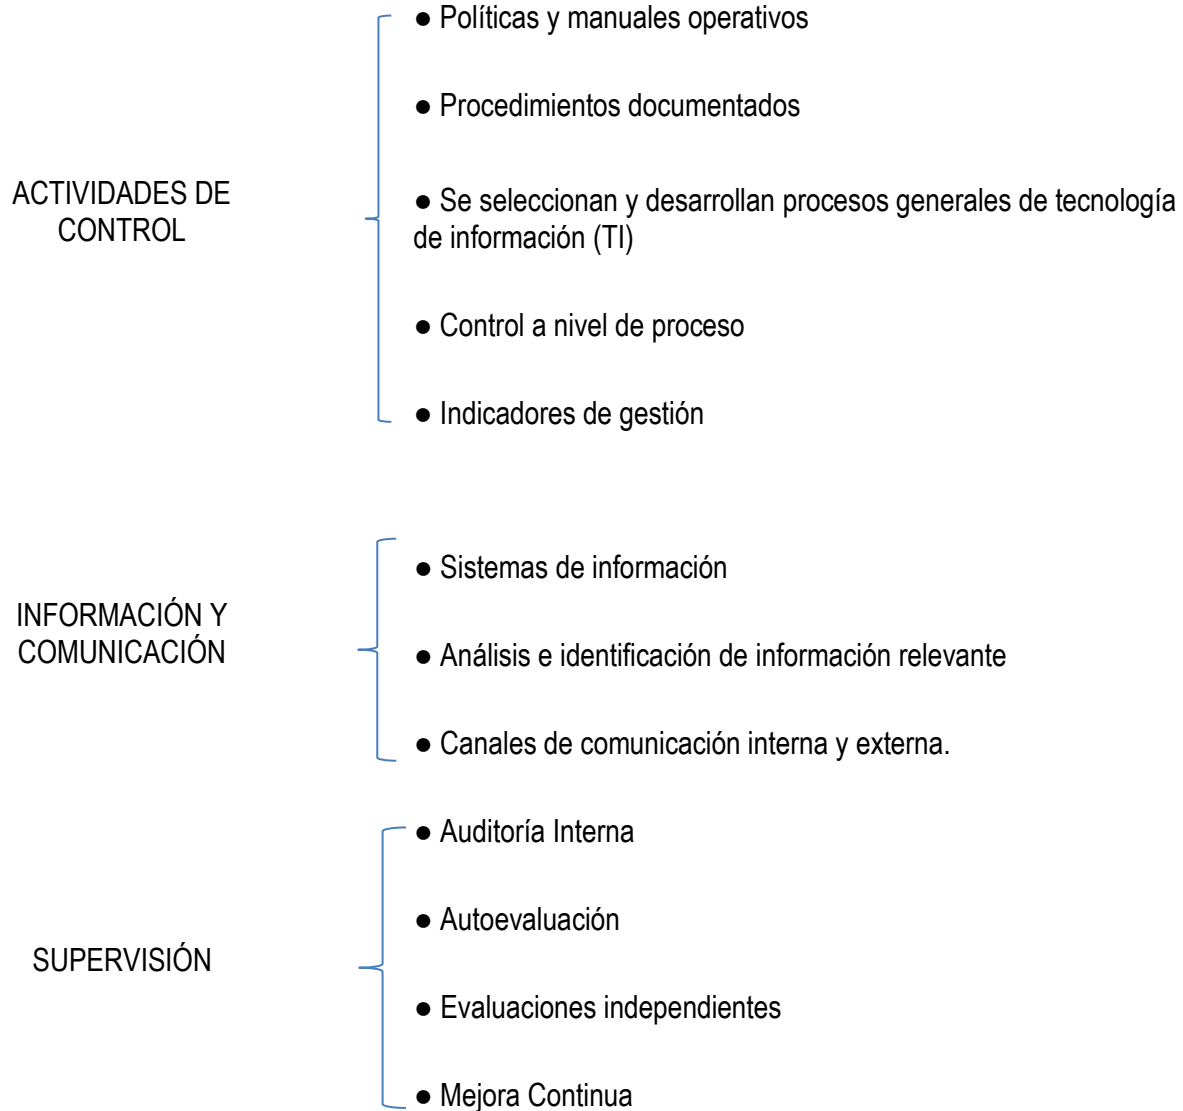 ● Políticas y manuales operativos
● Procedimientos documentados
ACTIVIDADES DE
CONTROL
● Se seleccionan y desarrollan procesos generales de tecnología
de información (TI)
● Control a nivel de proceso
● Indicadores de gestión
INFORMACIÓN Y
COMUNICACIÓN
● Sistemas de información
● Análisis e identificación de información relevante
● Canales de comunicación interna y externa.
SUPERVISIÓN
● Auditoría Interna
● Autoevaluación
● Evaluaciones independientes
● Mejora Continua